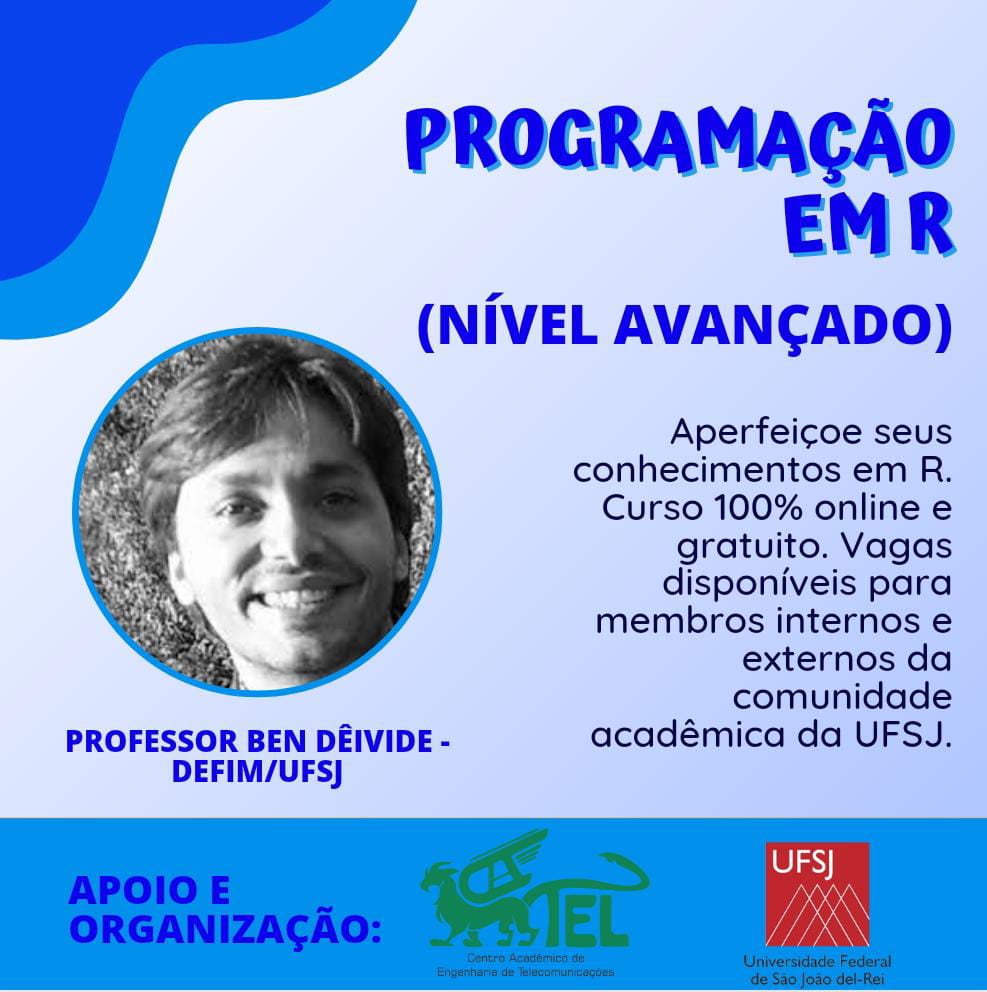 PROGRAMAÇÃO
EM R
(NÍVEL AVANÇADO)
Aperfeiçoe seus
conhecimentos em R.
Curso 100% online e
gratuito. Vagas
disponíveis para
membros internos e
externos da
comunidade
acadêmica da UFSJ.
PROFESSOR BEN DÊIVIDE -
DEFIM/UFSJ
APOIO E
ORGANIZAÇÃO:
CATEL
Centro Acadêmico de
Engenharia de Telecomunicações
UFSJ
Universidade Federal
de São João del-Rei